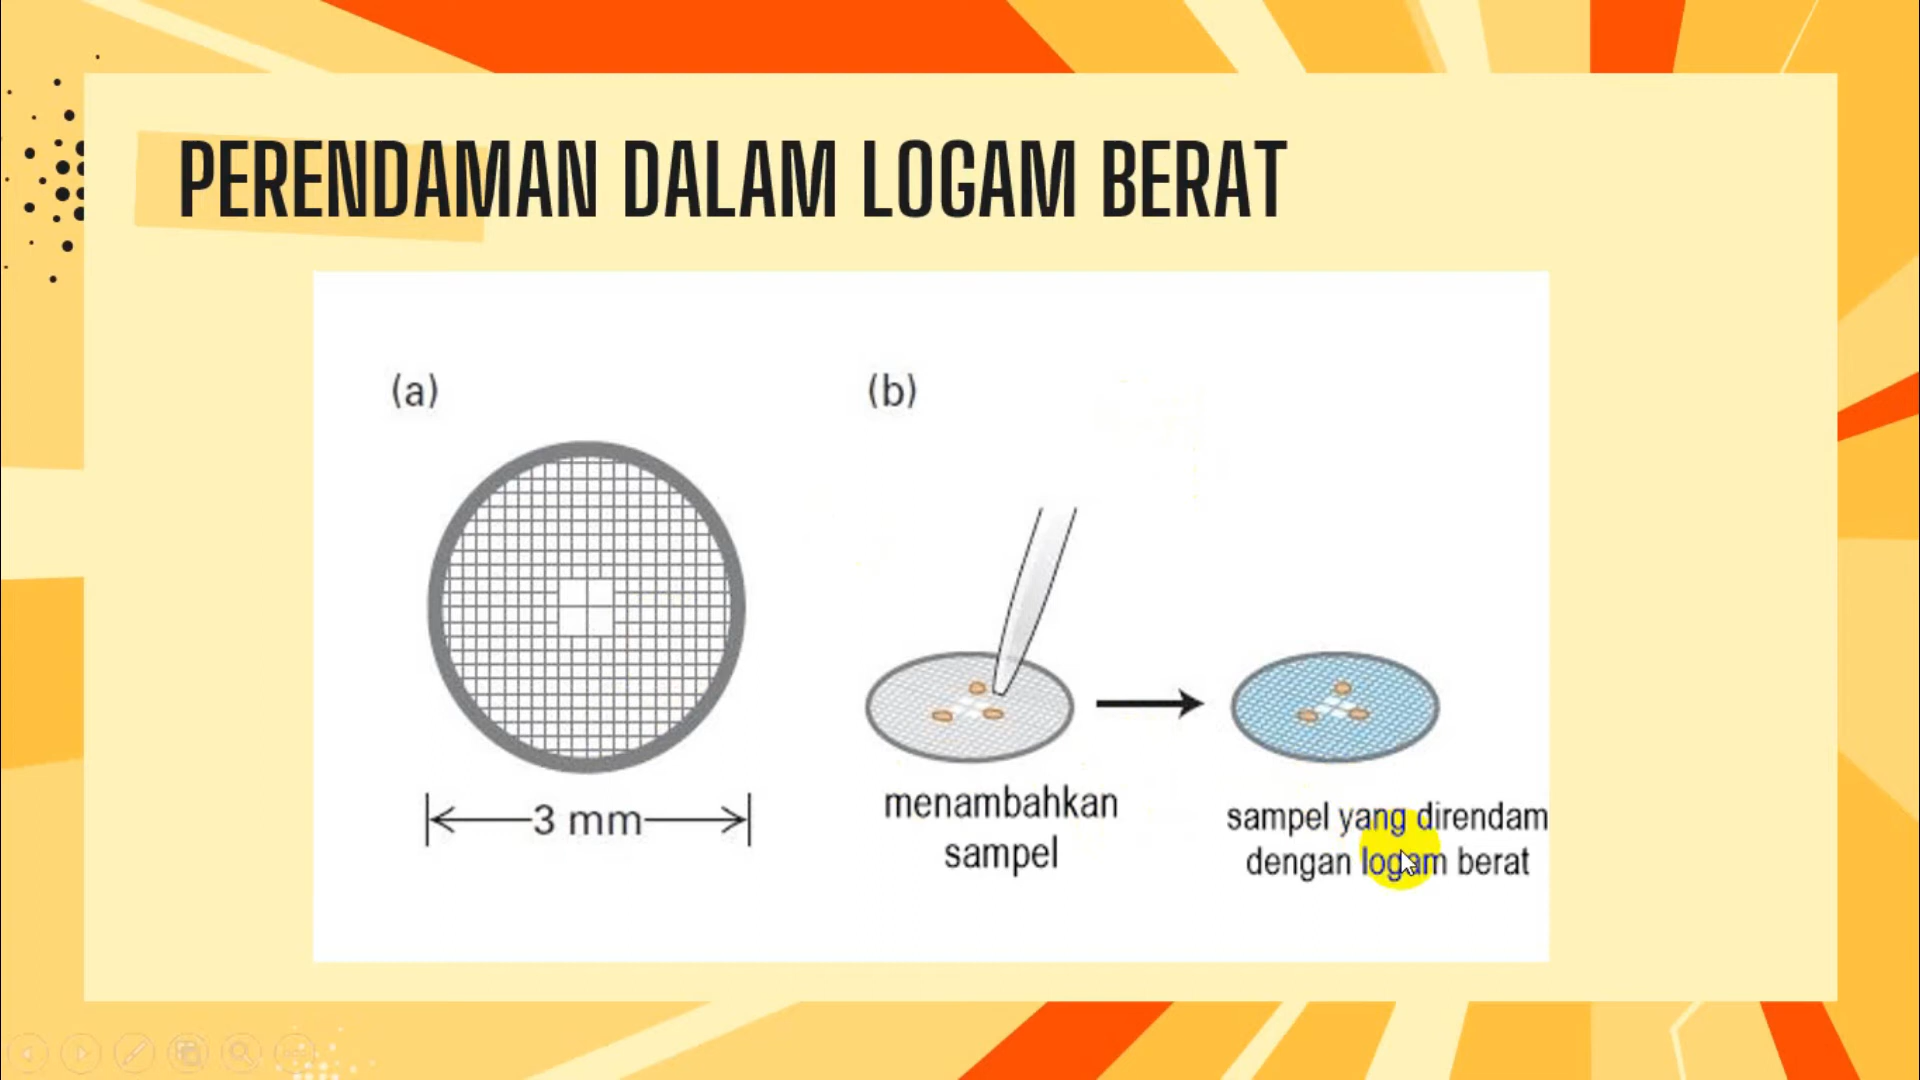 PERENDAMAN DALAM LOGAM BERAT
(a)
(b)
3 mm
menambahkan
sampel
sampel yang direndam
dengan logam berat